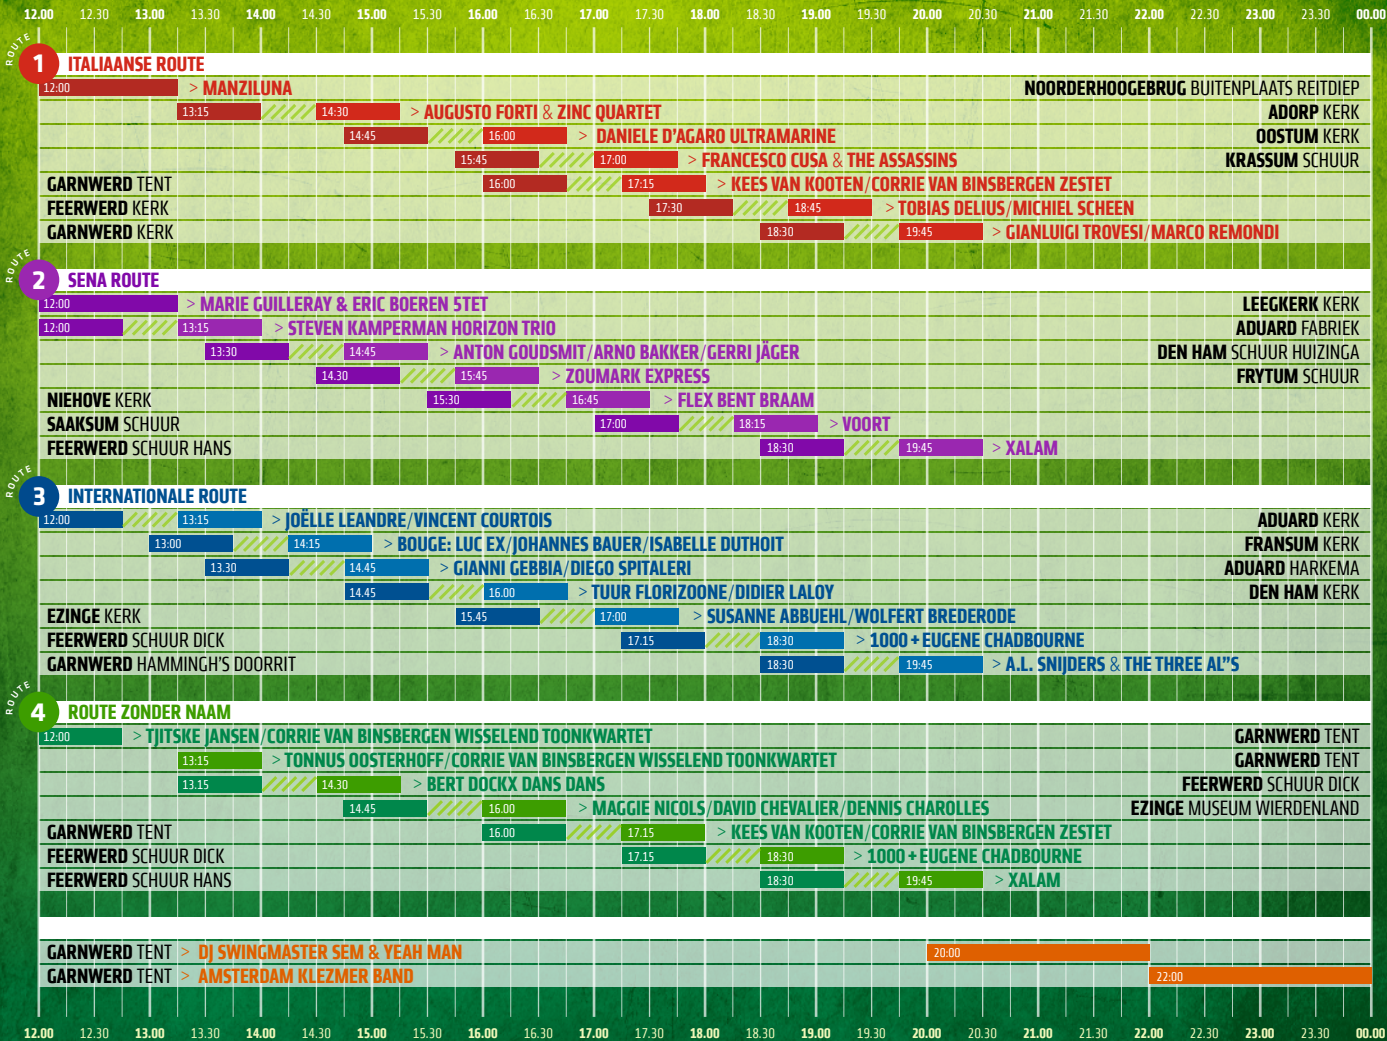 12.00 12.30 13.00 13.30 14.00 14.30 15.00 15.30 16.00 16.30 17.00 17.30 18.00 18.30 19.00 19.30 20.00 20.30 21.00 21.30 22.00 22.30 23.00 23.30 00.00
ROUTE
1 ITALIAANSE ROUTE
12:00 > MANZILUNA NOORDERHOOGEBRUG BUITENPLAATS REITDIEP
13:15 14:30 > AUGUSTO FORTI & ZINC QUARTET ADORP KERK
14:45 16:00 > DANIELE D'AGARO ULTRAMARINE OOSTUM KERK
15:45 17:00 > FRANCESCO CUSA & THE ASSASSINS KRASSUM SCHUUR
GARNWERD TENT 16:00 17:15 > KEES VAN KOOTEN/CORRIE VAN BINSBERGEN ZESTET
FEERWERD KERK 17:30 18:45 > TOBIAS DELIUS/MICHIEL SCHEEN
GARNWERD KERK 18:30 19:45 > GIANLUIGI TROVESI/MARCO REMONDI
ROUTE
2 SENA ROUTE
12:00 > MARIE GUILLERAY & ERIC BOEREN 5TET LEEGKERK KERK
12:00 13:15 > STEVEN KAMPERMAN HORIZON TRIO ADUARD FABRIEK
13:30 14:45 > ANTON GOUDSMIT/ARNO BAKKER/GERRI JÄGER DEN HAM SCHUUR HUIZINGA
14.30 15:45 > ZOUMARK EXPRESS FRYTUM SCHUUR
NIEHOVE KERK 15:30 16:45 > FLEX BENT BRAAM
SAAKSUM SCHUUR 17:00 18:15 > VOORT
FEERWERD SCHUUR HANS 18:30 19:45 > XALAM
ROUTE
3 INTERNATIONALE ROUTE
12:00 13:15 > JOËLLE LEANDRE/VINCENT COURTOIS ADUARD KERK
13:00 14:15 > BOUGE: LUC EX/JOHANNES BAUER/ISABELLE DUTHOIT FRANSUM KERK
13.30 14.45 > GIANNI GEBBIA/DIEGO SPITALERI ADUARD HARKEMA
14.45 16.00 > TUUR FLORIZOONE/DIDIER LALOY DEN HAM KERK
EZINGE KERK 15.45 17:00 > SUSANNE ABBUEHL/WOLFERT BREDERODE
FEERWERD SCHUUR DICK 17.15 18:30 > 1000+EUGENE CHADBOURNE
GARNWERD HAMMINGH'S DOORRIT 18:30 19:45 > A.L. SNIJDERS & THE THREE AL"S
ROUTE
4 ROUTE ZONDER NAAM
12:00 > TJITSKE JANSEN/CORRIE VAN BINSBERGEN WISSELEND TOONKWARTET GARNWERD TENT
13:15 > TONNUS OOSTERHOFF/CORRIE VAN BINSBERGEN WISSELEND TOONKWARTET GARNWERD TENT
13.15 14.30 > BERT DOCKX DANS DANS FEERWERD SCHUUR DICK
14.45 16.00 > MAGGIE NICOLS/DAVID CHEVALIER/DENNIS CHAROLLES EZINGE MUSEUM WIERDENLAND
GARNWERD TENT 16.00 17.15 > KEES VAN KOOTEN/CORRIE VAN BINSBERGEN ZESTET
FEERWERD SCHUUR DICK 17.15 18:30 > 1000+EUGENE CHADBOURNE
FEERWERD SCHUUR HANS 18:30 19:45 > XALAM
GARNWERD TENT > DJ SWINGMASTER SEM & YEAH MAN 20:00
GARNWERD TENT > AMSTERDAM KLEZMER BAND 22:00
12.00 12.30 13.00 13.30 14.00 14.30 15.00 15.30 16.00 16.30 17.00 17.30 18.00 18.30 19.00 19.30 20.00 20.30 21.00 21.30 22.00 22.30 23.00 23.30 00.00